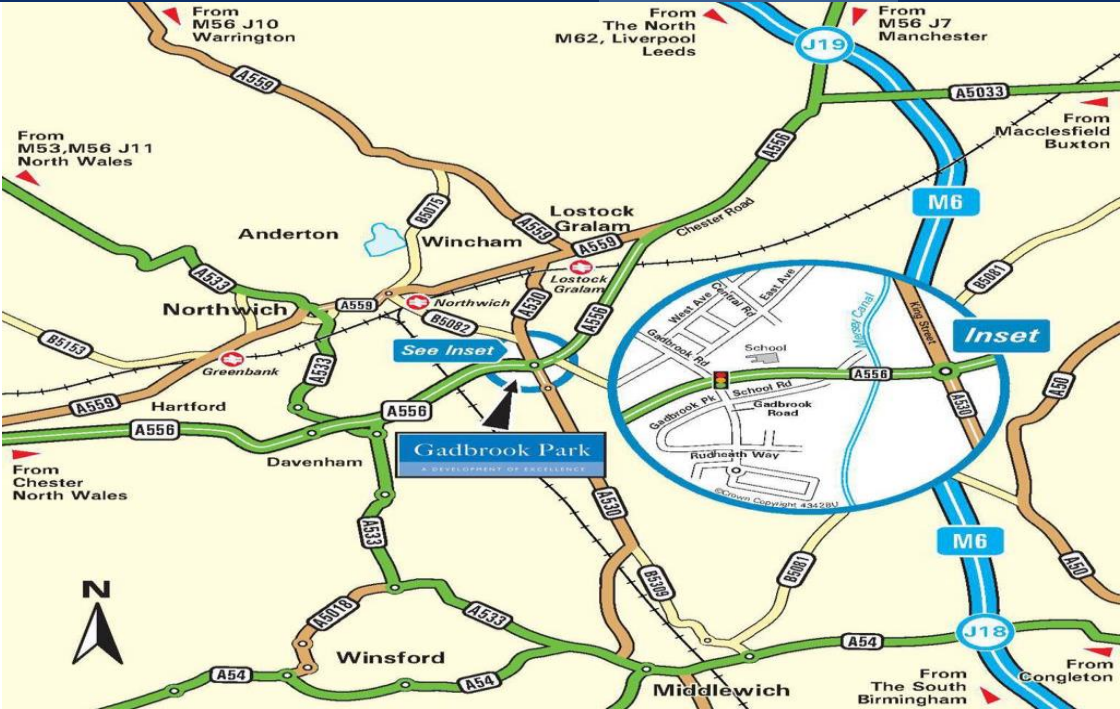 From
M56 J10
Warrington
From
The North
M62, Liverpool
Leeds
From
M56 J7
Manchester
J19
A559
A5033
From
Macclesfield
Buxton
A556
From
M53,M56 J11
North Wales
M6
B5075
Lostock
Gralam
Chester Road
Anderton
Wincham
A559
A559
Lostock
Gralam
A533
Northwich
A559
Northwich
A530
B5082
A556
B5081
B5153
Greenbank
See Inset
A533
Inset
West Ave
Central Rd
East Ave
Mersey Canal
King Street
Gadbrook Rd
School
A556
School Rd
Gadbrook Pk
Gadbrook
Road
A530
Rudheath Way
©Crown Copyright 43428U
A50
A559
Hartford
A556
A556
Gadbrook Park
A DEVELOPMENT OF EXCELLENCE
Davenham
From
Chester
North Wales
A530
A533
M6
B5309
B5081
A50
N
A5018
A533
J18
A54
Winsford
A54
A54
Middlewich
From
The South
Birmingham
From
Congleton